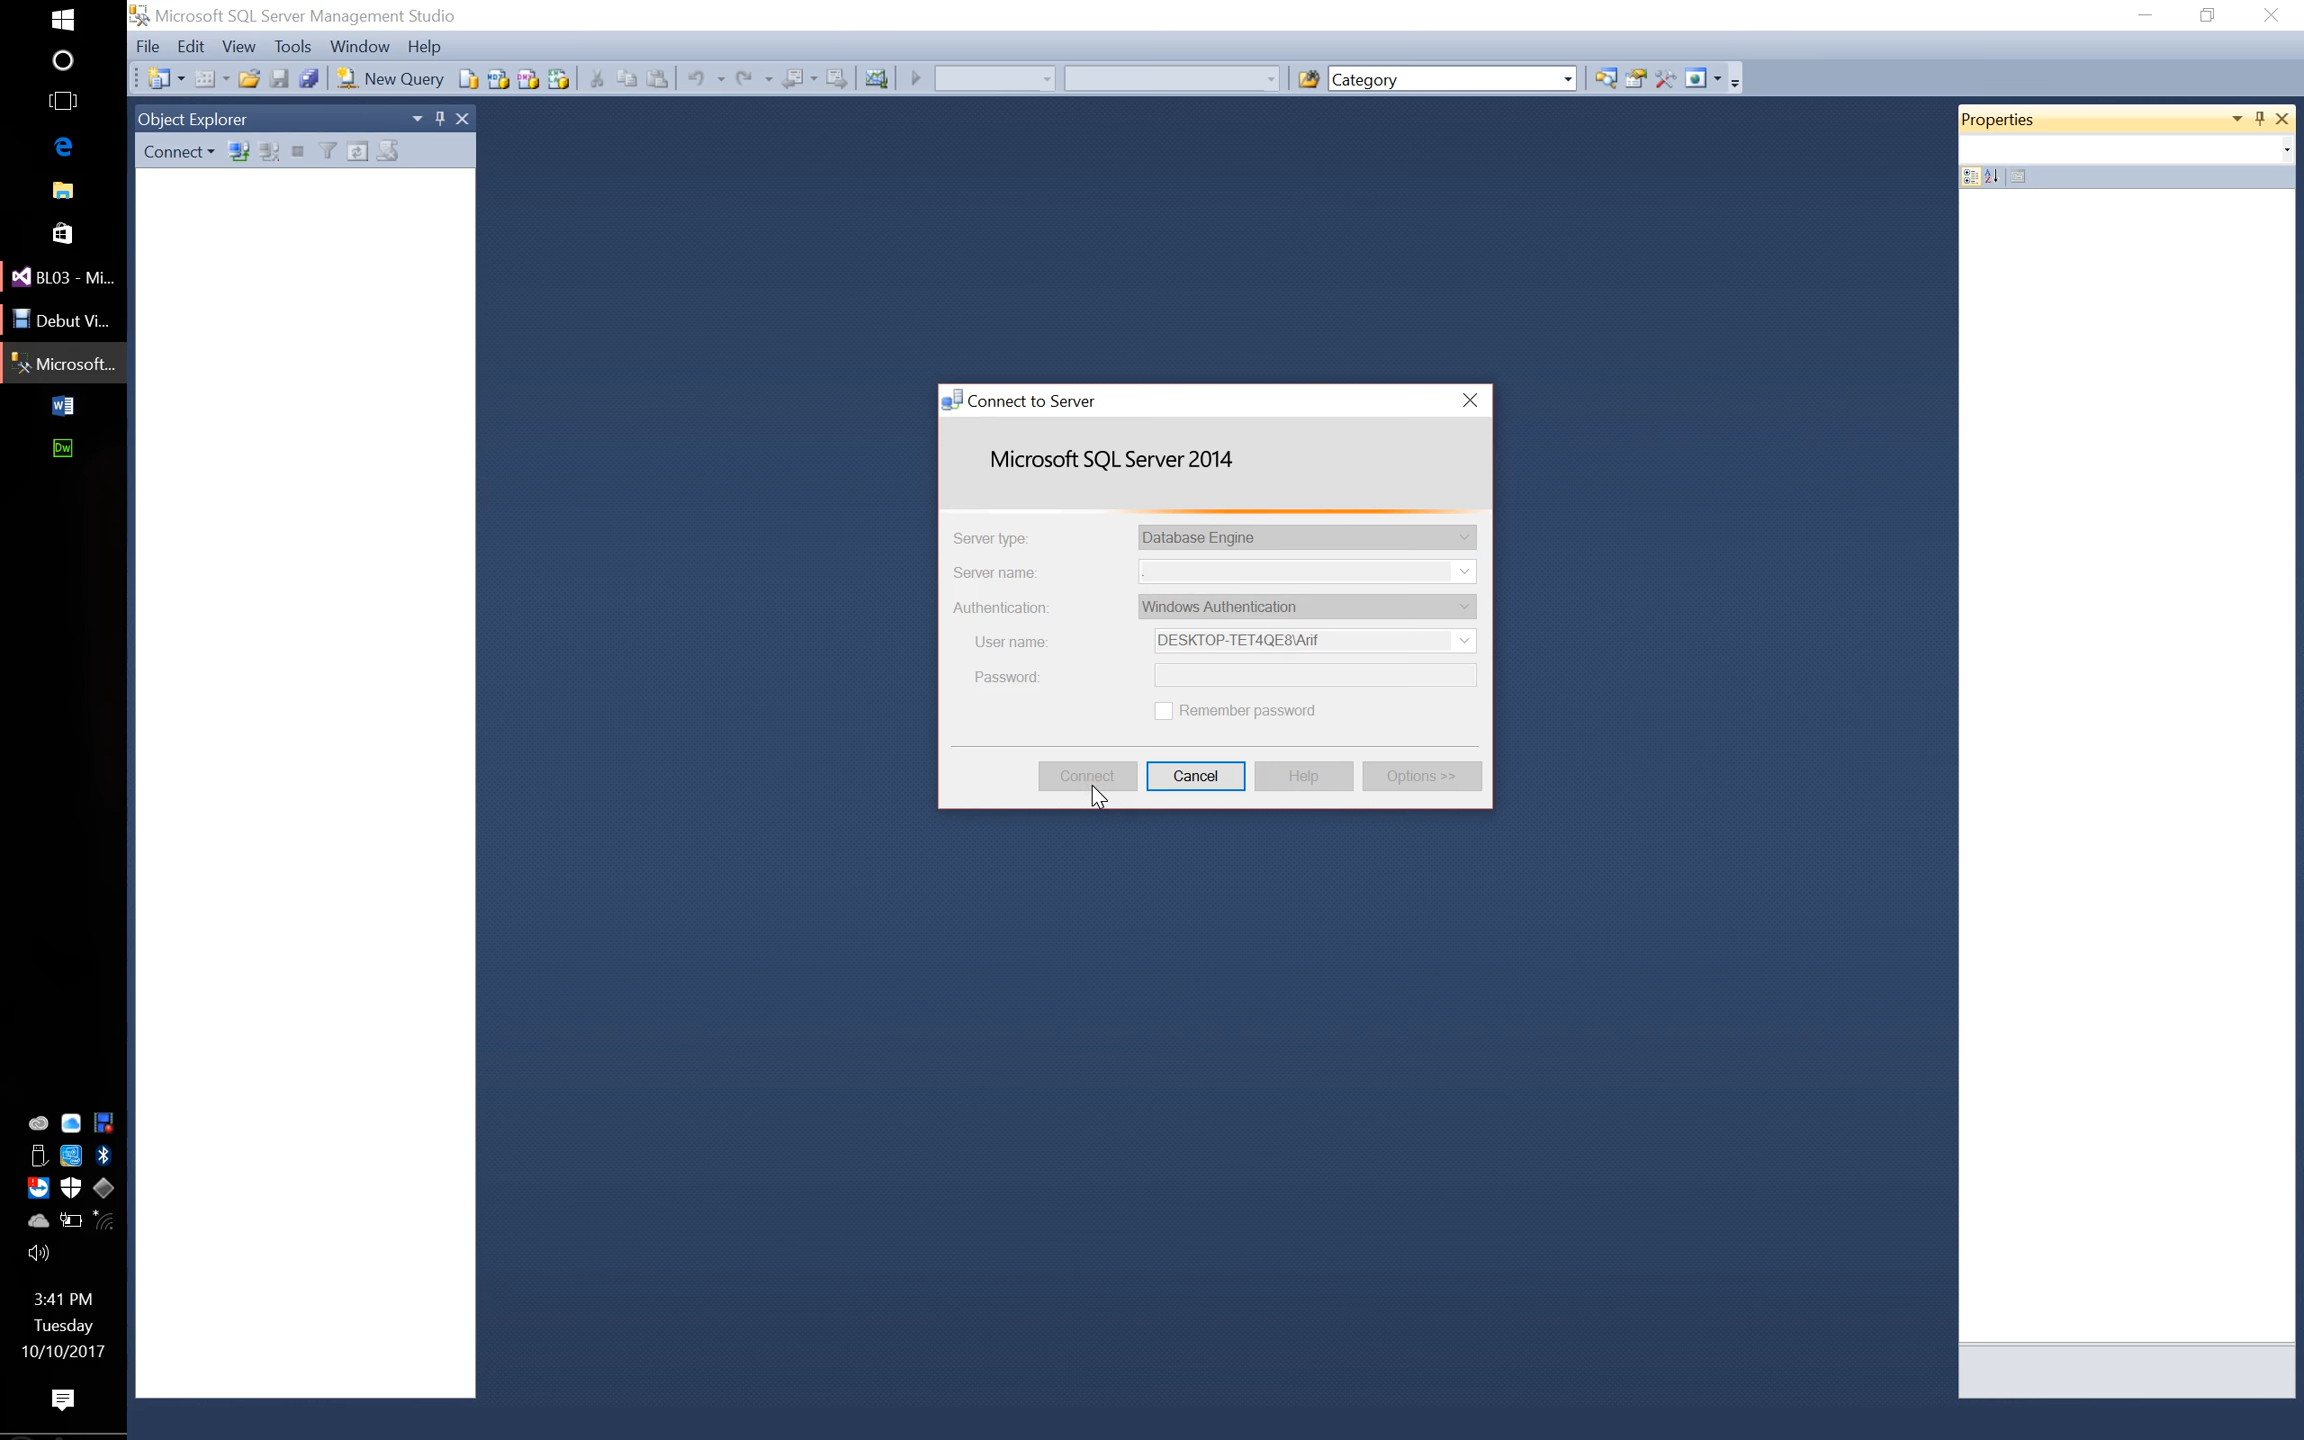 Microsoft SQL Server Management Studio
File Edit View Tools Window Help
New Query
Category
Object Explorer
Connect
Properties
BL03 - Mi...
Debut Vi...
Microsoft...
Dw
Connect to Server
Microsoft SQL Server 2014
Server type: Database Engine
Server name: .
Authentication: Windows Authentication
User name: DESKTOP-TET4QE8\Arif
Password:
Remember password
Connect Cancel Help Options >>
3:41 PM
Tuesday
10/10/2017